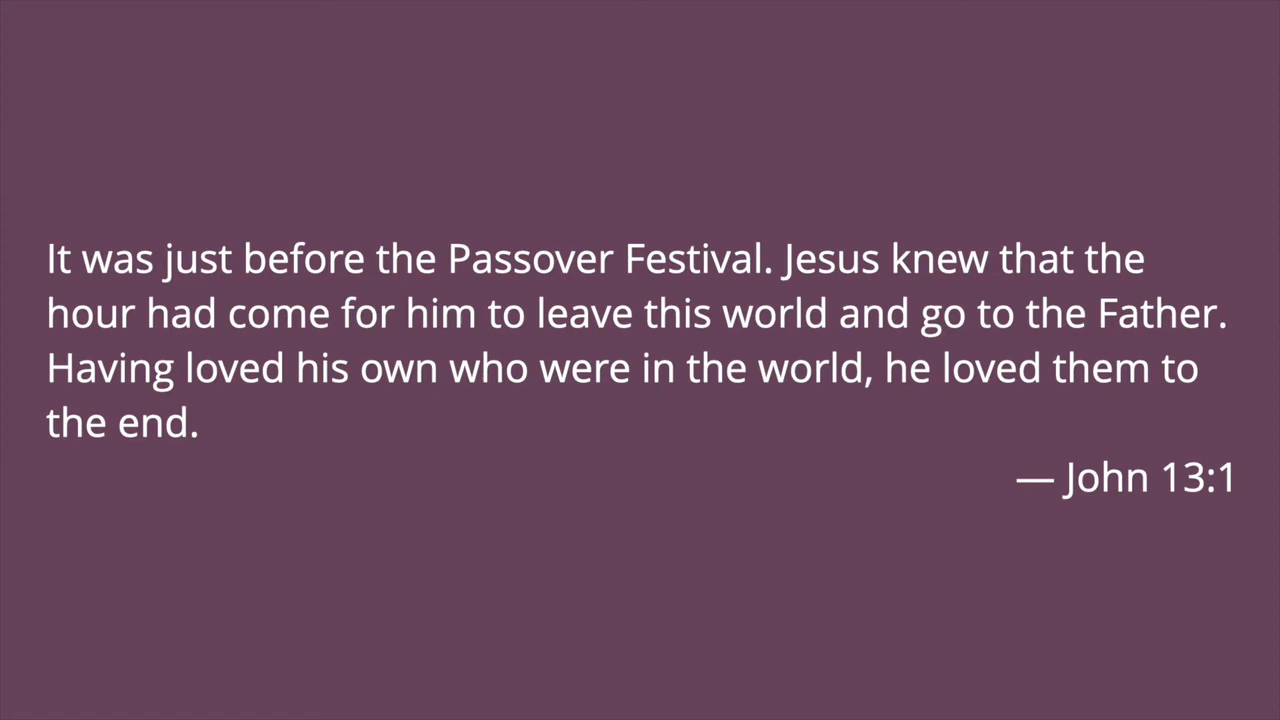 It was just before the Passover Festival. Jesus knew that the
hour had come for him to leave this world and go to the Father.
Having loved his own who were in the world, he loved them to
the end.
— John 13:1